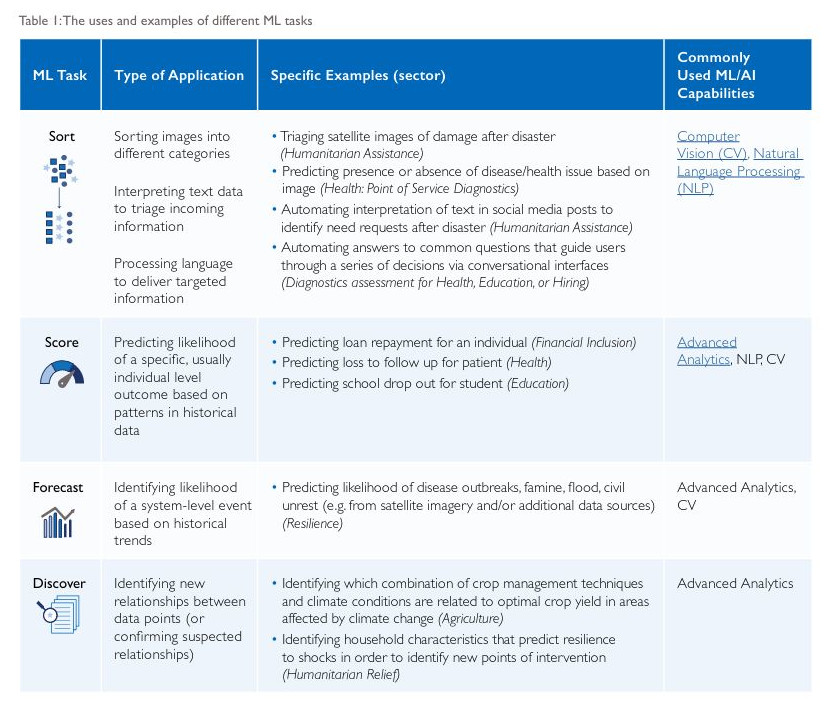 Table 1: The uses and examples of different ML tasks
ML Task
Type of Application
Specific Examples (sector)
Commonly
Used ML/AI
Capabilities
Sort
Sorting images into
different categories
Interpreting text data
to triage incoming
information
Processing language
to deliver targeted
information
• Triaging satellite images of damage after disaster
(Humanitarian Assistance)
• Predicting presence or absence of disease/health issue based on
image (Health: Point of Service Diagnostics)
• Automating interpretation of text in social media posts to
identify need requests after disaster (Humanitarian Assistance)
• Automating answers to common questions that guide users
through a series of decisions via conversational interfaces
(Diagnostics assessment for Health, Education, or Hiring)
Computer
Vision (CV), Natural
Language Processing
(NLP)
Score
Predicting likelihood
of a specific, usually
individual level
outcome based on
patterns in historical
data
• Predicting loan repayment for an individual (Financial Inclusion)
• Predicting loss to follow up for patient (Health)
• Predicting school drop out for student (Education)
Advanced
Analytics, NLP, CV
Forecast
Identifying likelihood
of a system-level event
based on historical
trends
• Predicting likelihood of disease outbreaks, famine, flood, civil
unrest (e.g. from satellite imagery and/or additional data sources)
(Resilience)
Advanced Analytics,
CV
Discover
Identifying new
relationships between
data points (or
confirming suspected
relationships)
• Identifying which combination of crop management techniques
and climate conditions are related to optimal crop yield in areas
affected by climate change (Agriculture)
• Identifying household characteristics that predict resilience
to shocks in order to identify new points of intervention
(Humanitarian Relief)
Advanced Analytics